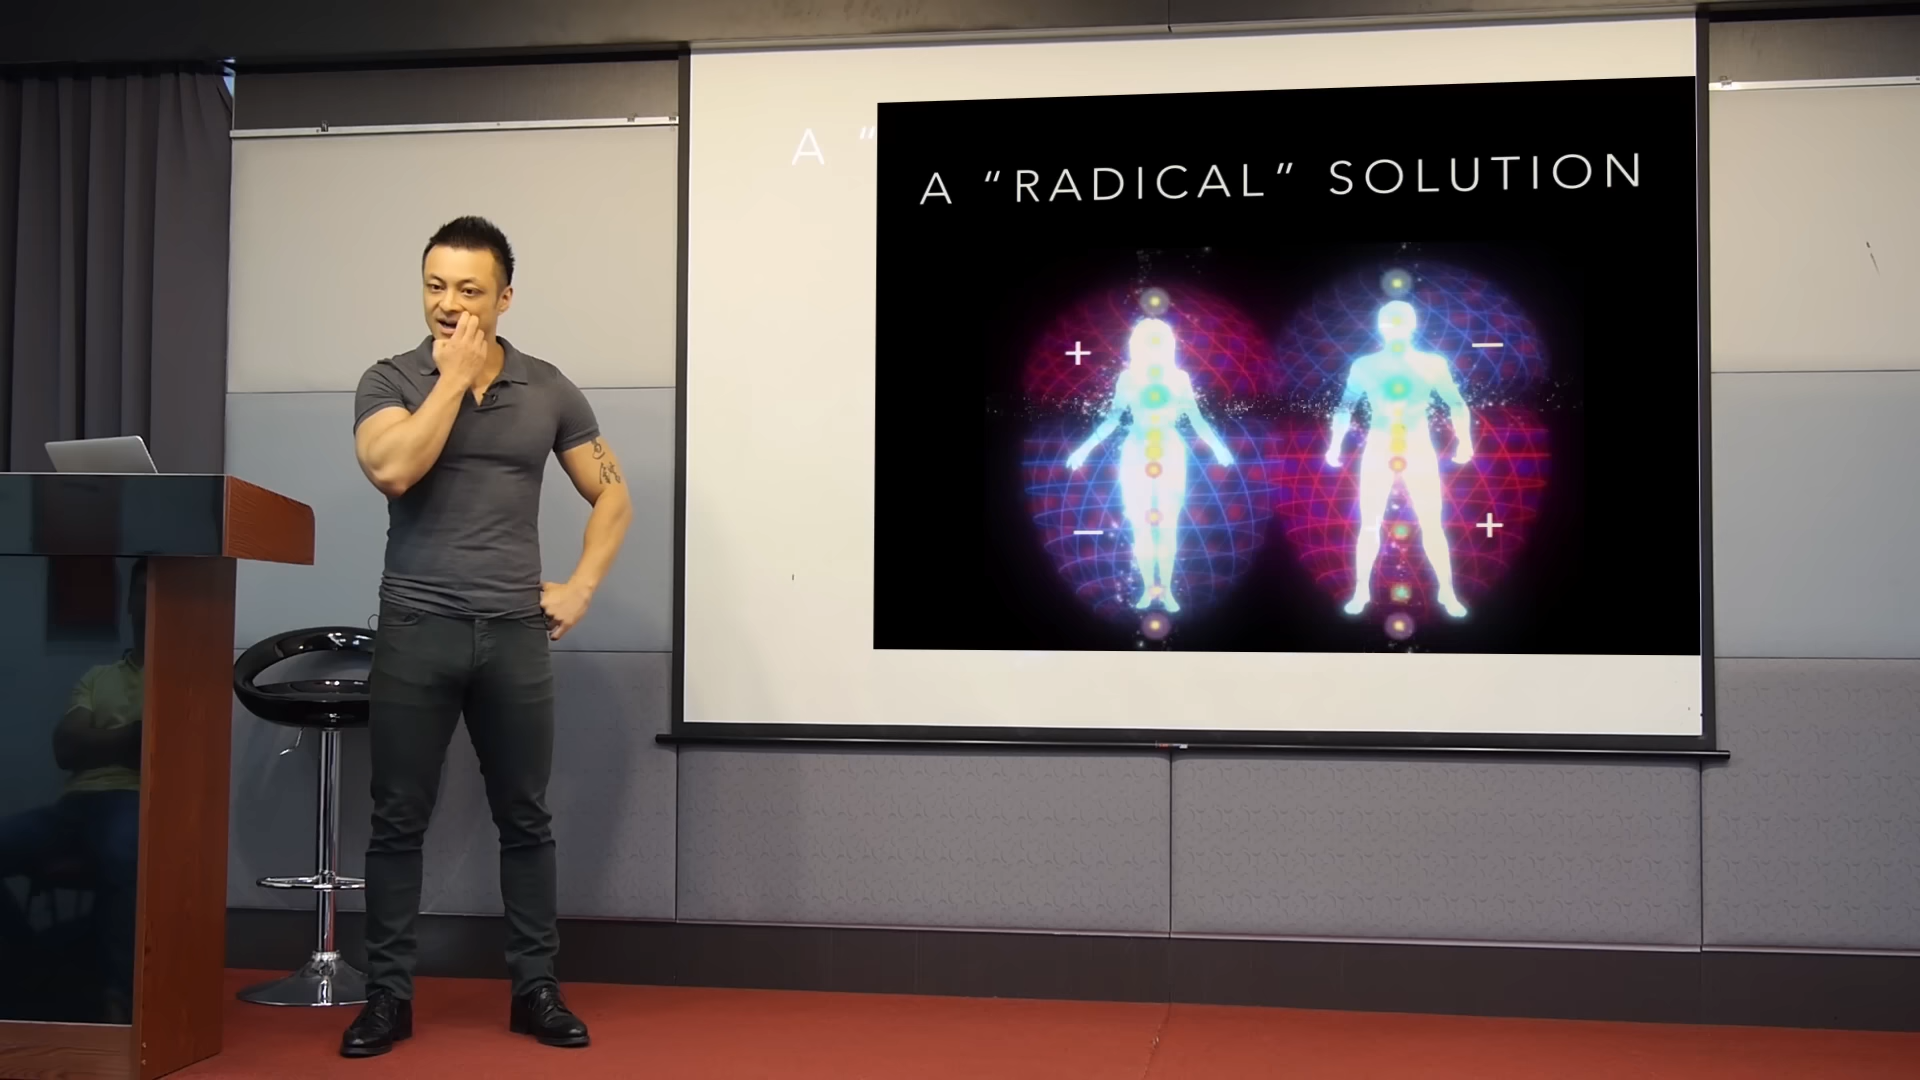 A “
A “RADICAL” SOLUTION
+
—
—
+